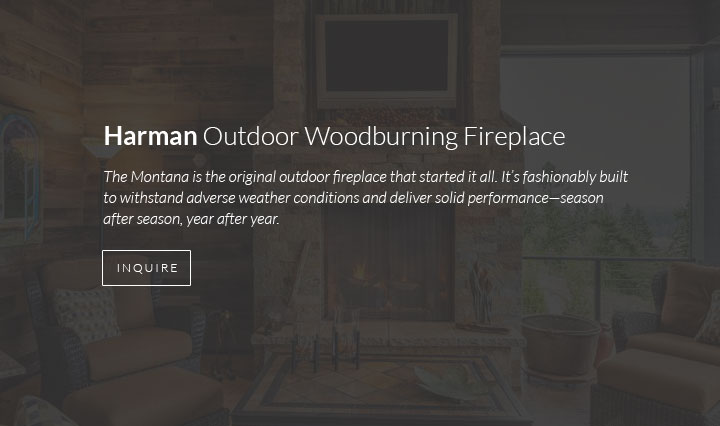 Harman Outdoor Woodburning Fireplace
The Montana is the original outdoor fireplace that started it all. It's fashionably built
to withstand adverse weather conditions and deliver solid performance—season
after season, year after year.
INQUIRE